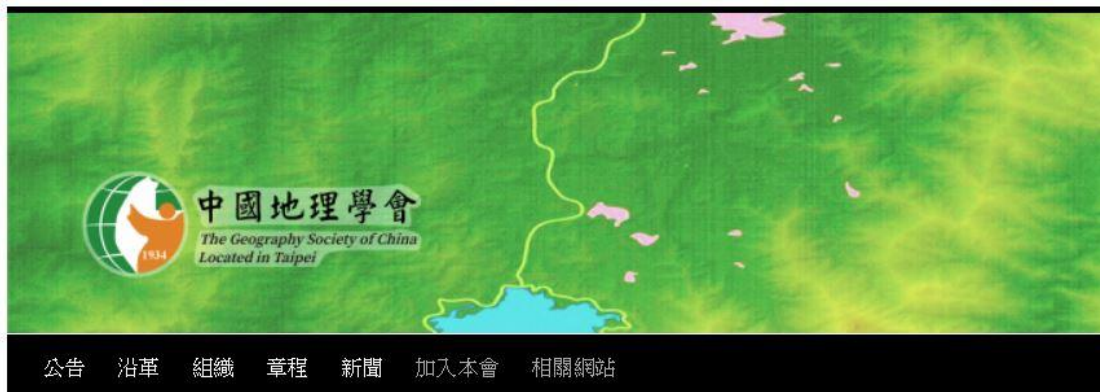 中國地理學會
The Geography Society of China
Located in Taipei
1934
公告 沿革 組織 章程 新聞 加入本會 相關網站